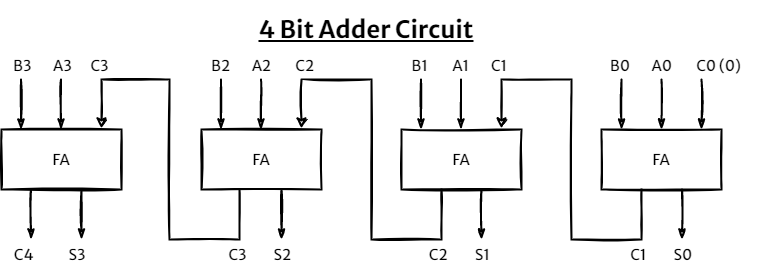 4 Bit Adder Circuit
B3 A3 C3 B2 A2 C2 B1 A1 C1 B0 A0 C0 (0)
FA FA FA FA
C4 S3 C3 S2 C2 S1 C1 S0